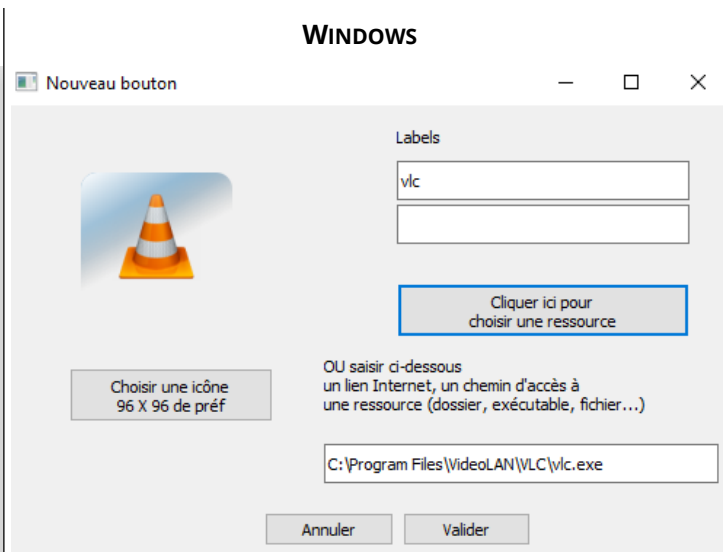 WINDOWS
Nouveau bouton
Labels
vlc
Cliquer ici pour
choisir une ressource
OU saisir ci-dessous
un lien Internet, un chemin d'accès à
une ressource (dossier, exécutable, fichier...)
Choisir une icône
96 X 96 de préf
C:\Program Files\VideoLAN\VLC\vlc.exe
Annuler
Valider